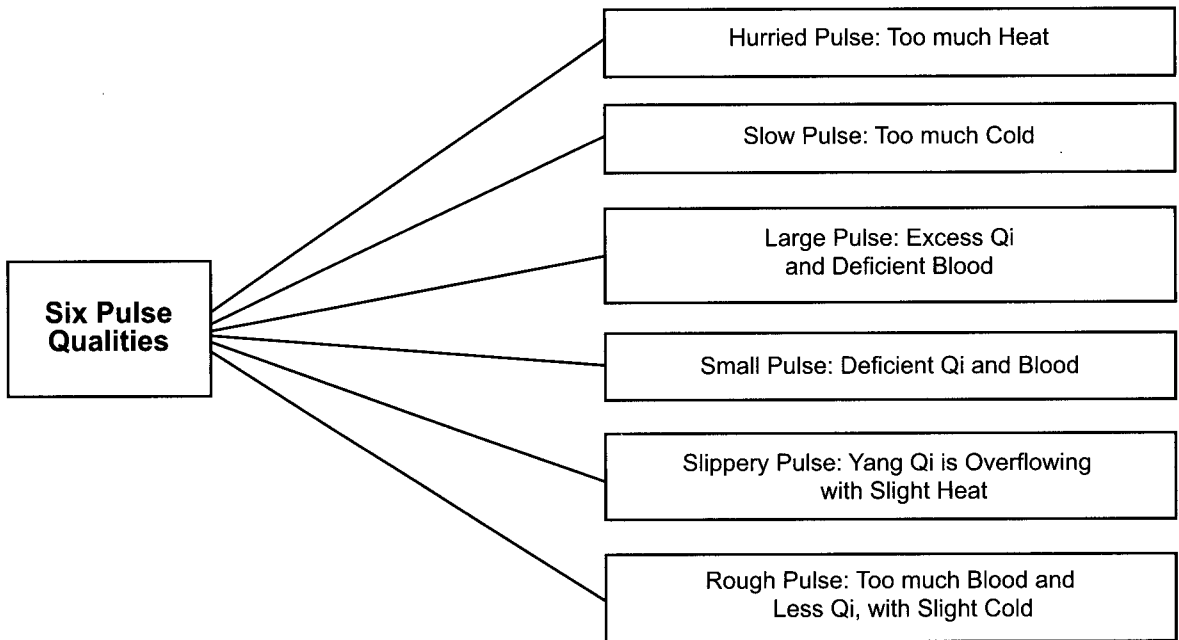 Hurried Pulse: Too much Heat
Slow Pulse: Too much Cold
Large Pulse: Excess Qi
and Deficient Blood
Six Pulse
Qualities
Small Pulse: Deficient Qi and Blood
Slippery Pulse: Yang Qi is Overflowing
with Slight Heat
Rough Pulse: Too much Blood and
Less Qi, with Slight Cold